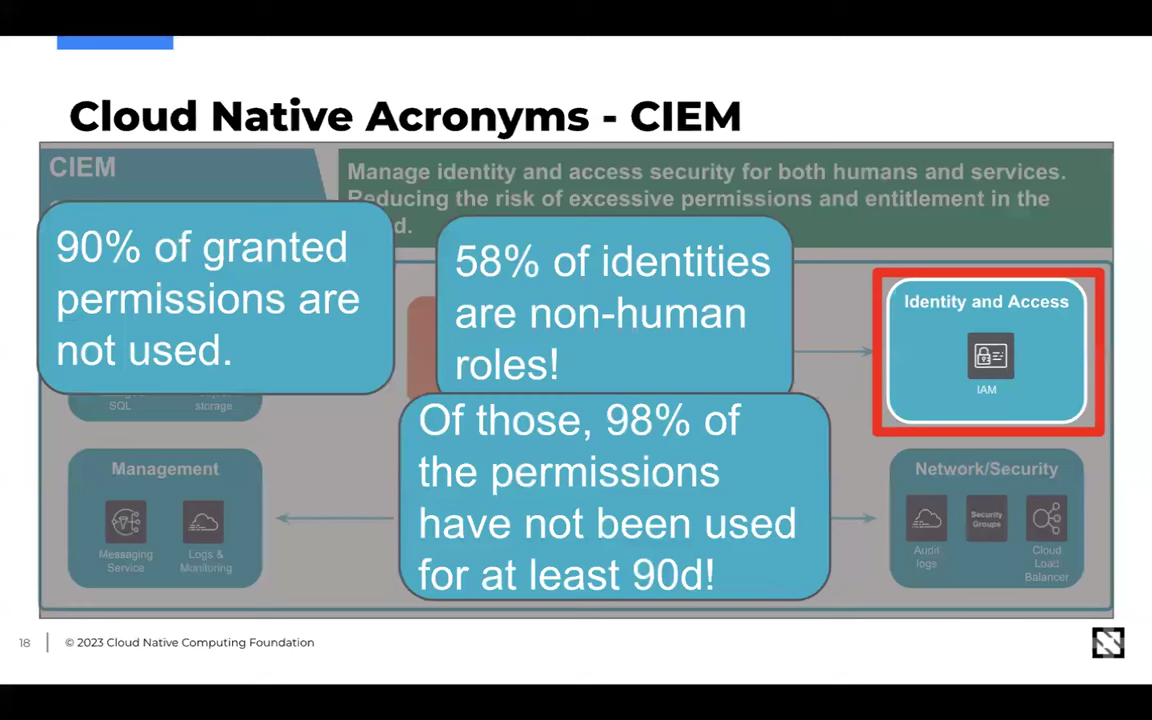 Cloud Native Acronyms - CIEM
CIEM
Manage identity and access security for both humans and services.
Reducing the risk of excessive permissions and entitlement in the
d.
90% of granted
permissions are
not used.
58% of identities
are non-human
roles!
Identity and Access
IAM
SQL
storage
Of those, 98% of
the permissions
have not been used
for at least 90d!
Management
Messaging
Service
Logs &
Monitoring
Network/Security
Audit
logs
Security
Groups
Cloud
Load
Balancer
18
© 2023 Cloud Native Computing Foundation